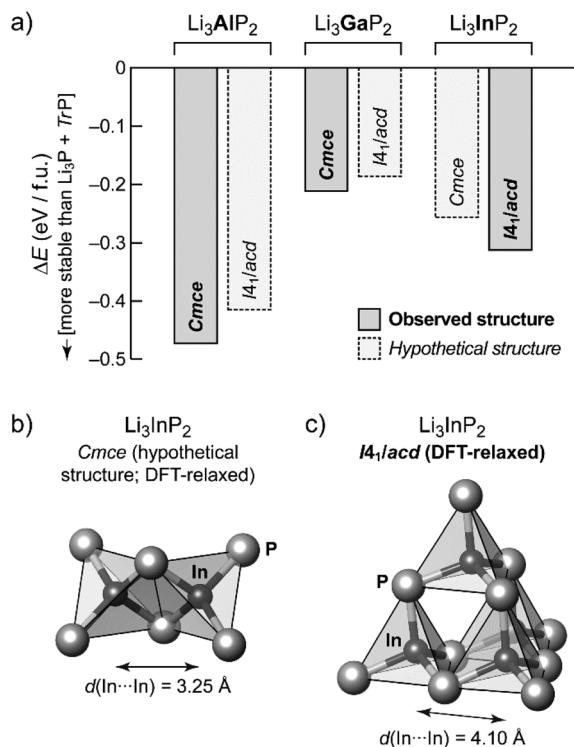 a)
Li₃AlP₂ Li₃GaP₂ Li₃InP₂
0
–0.1
–0.2
–0.3
–0.4
–0.5
ΔE (eV / f.u.)
← [more stable than Li₃P + TrP]
Cmce
I4₁/acd
Cmce
I4₁/acd
Cmce
I4₁/acd
Observed structure
Hypothetical structure
b)
Li₃InP₂
Cmce (hypothetical
structure; DFT-relaxed)
P
In
d(In···In) = 3.25 Å
c)
Li₃InP₂
I4₁/acd (DFT-relaxed)
P
In
d(In···In) = 4.10 Å